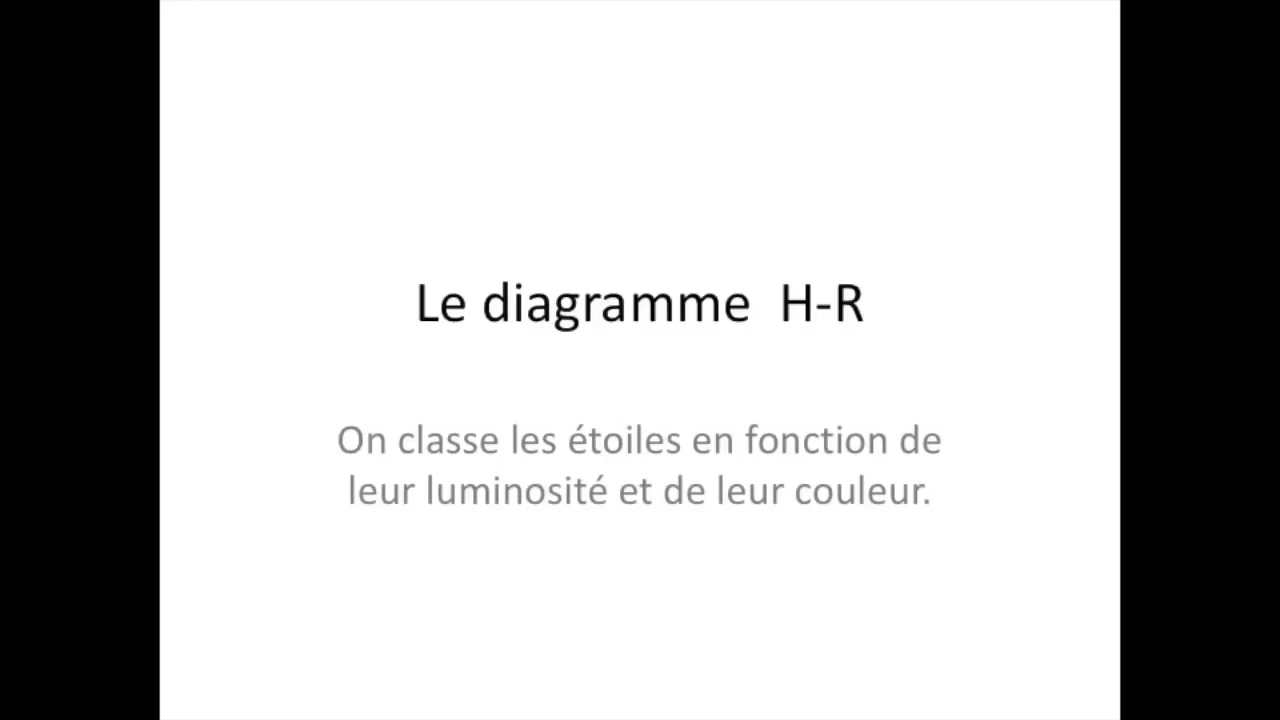 Le diagramme  H-R
On classe les étoiles en fonction de
leur luminosité et de leur couleur.